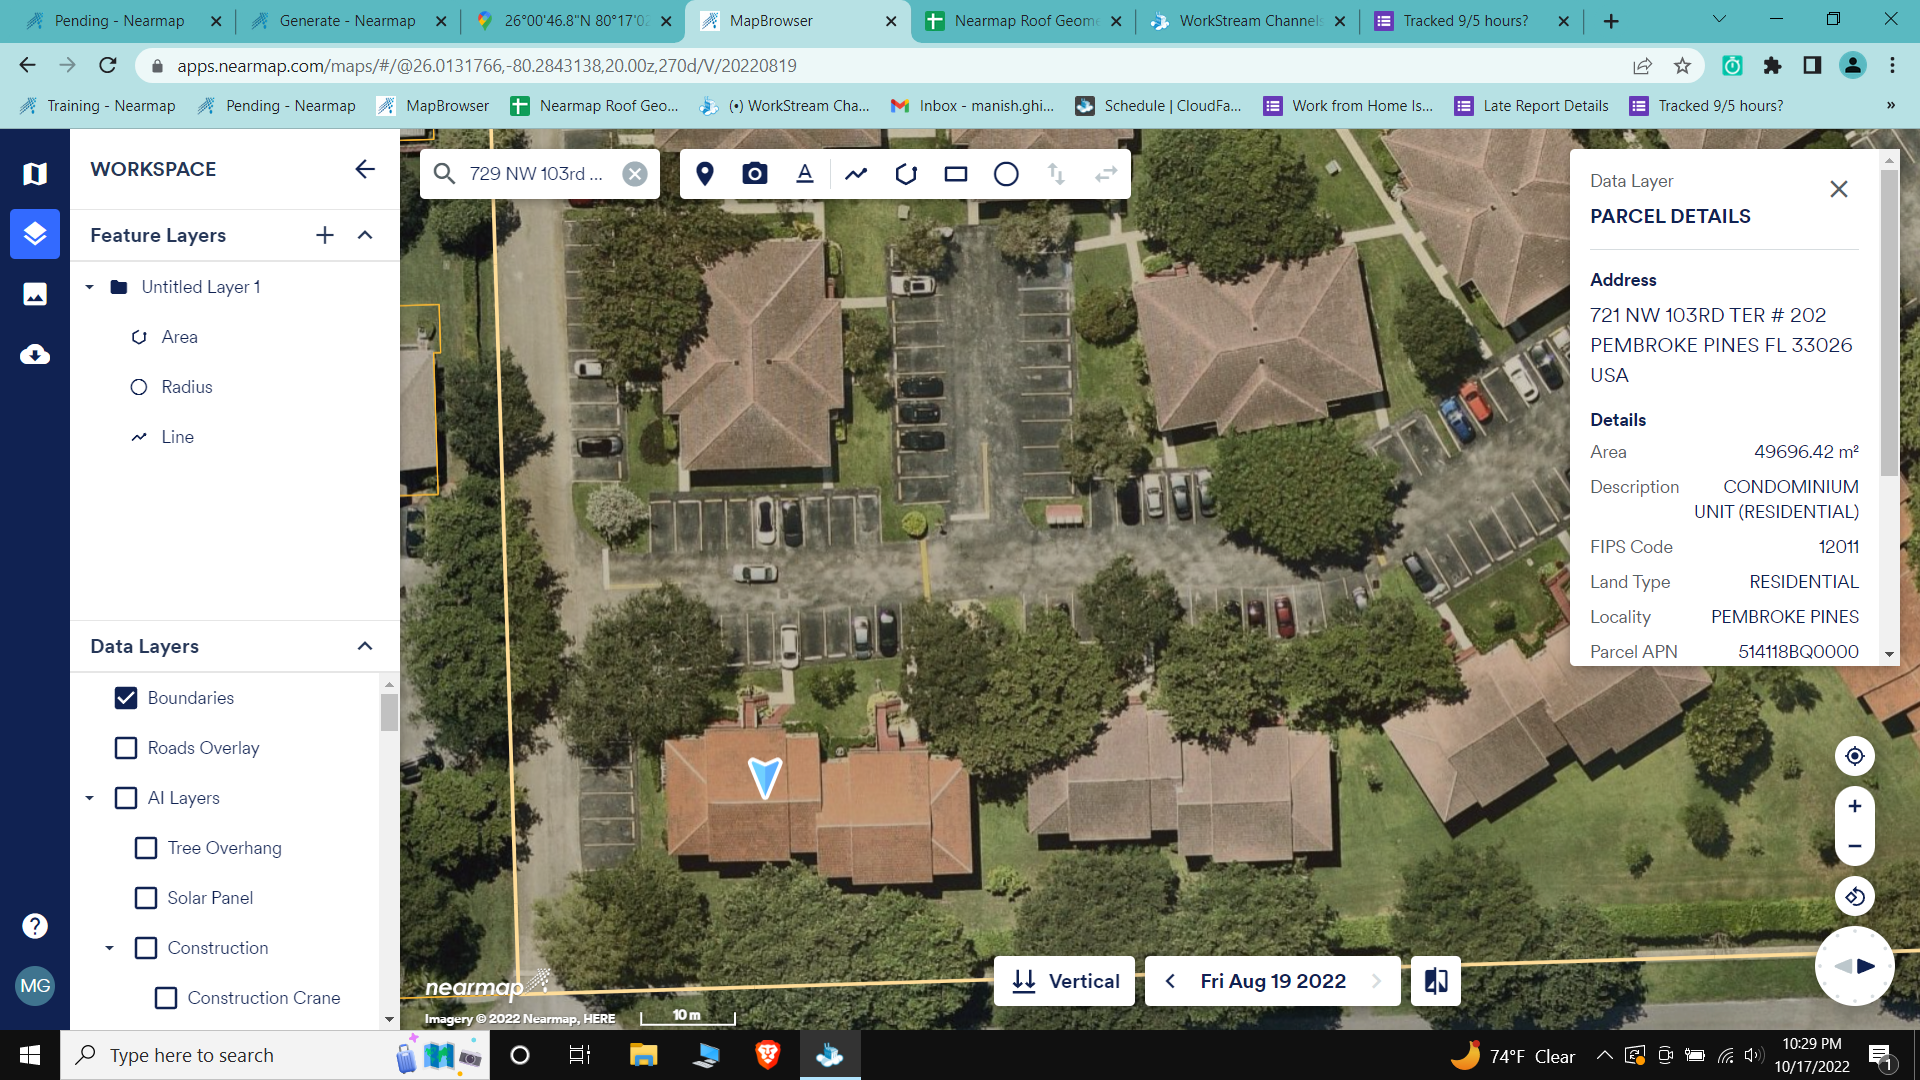 Pending - Nearmap
Generate - Nearmap
26°00'46.8"N 80°17'02
MapBrowser
Nearmap Roof Geom
WorkStream Channels
Tracked 9/5 hours?
apps.nearmap.com/maps/#/@26.0131766,-80.2843138,20.00z,270d/V/20220819
Training - Nearmap
Pending - Nearmap
MapBrowser
Nearmap Roof Geo...
(•) WorkStream Cha...
Inbox - manish.ghi...
Schedule | CloudFa...
Work from Home Is...
Late Report Details
Tracked 9/5 hours?
»
WORKSPACE
Feature Layers
Untitled Layer 1
Area
Radius
Line
Data Layers
Boundaries
Roads Overlay
AI Layers
Tree Overhang
Solar Panel
Construction
Construction Crane
MG
729 NW 103rd ...
Data Layer
PARCEL DETAILS
Address
721 NW 103RD TER # 202
PEMBROKE PINES FL 33026
USA
Details
Area 49696.42 m²
Description CONDOMINIUM
UNIT (RESIDENTIAL)
FIPS Code 12011
Land Type RESIDENTIAL
Locality PEMBROKE PINES
Parcel APN 514118BQ0000
nearmap
Imagery © 2022 Nearmap, HERE
10 m
Vertical
Fri Aug 19 2022
Type here to search
74°F Clear
10:29 PM
10/17/2022
1